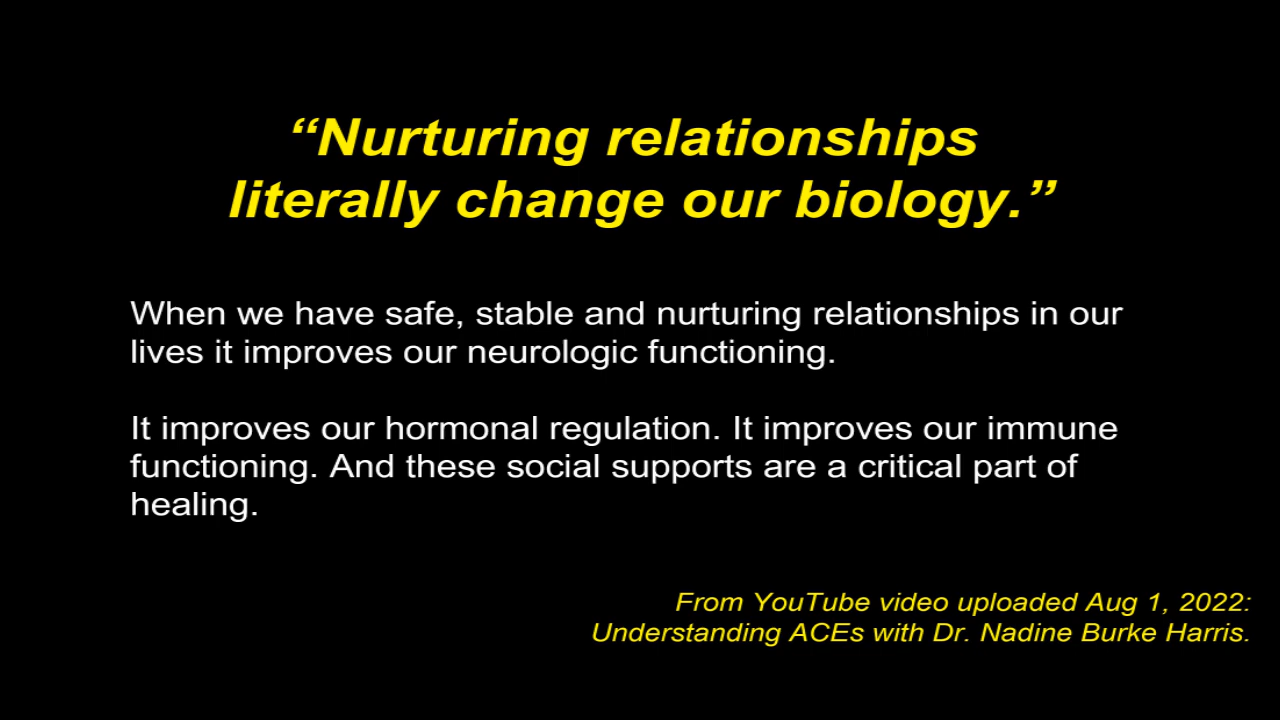 “Nurturing relationships
literally change our biology.”
When we have safe, stable and nurturing relationships in our
lives it improves our neurologic functioning.
It improves our hormonal regulation. It improves our immune
functioning. And these social supports are a critical part of
healing.
From YouTube video uploaded Aug 1, 2022:
Understanding ACEs with Dr. Nadine Burke Harris.